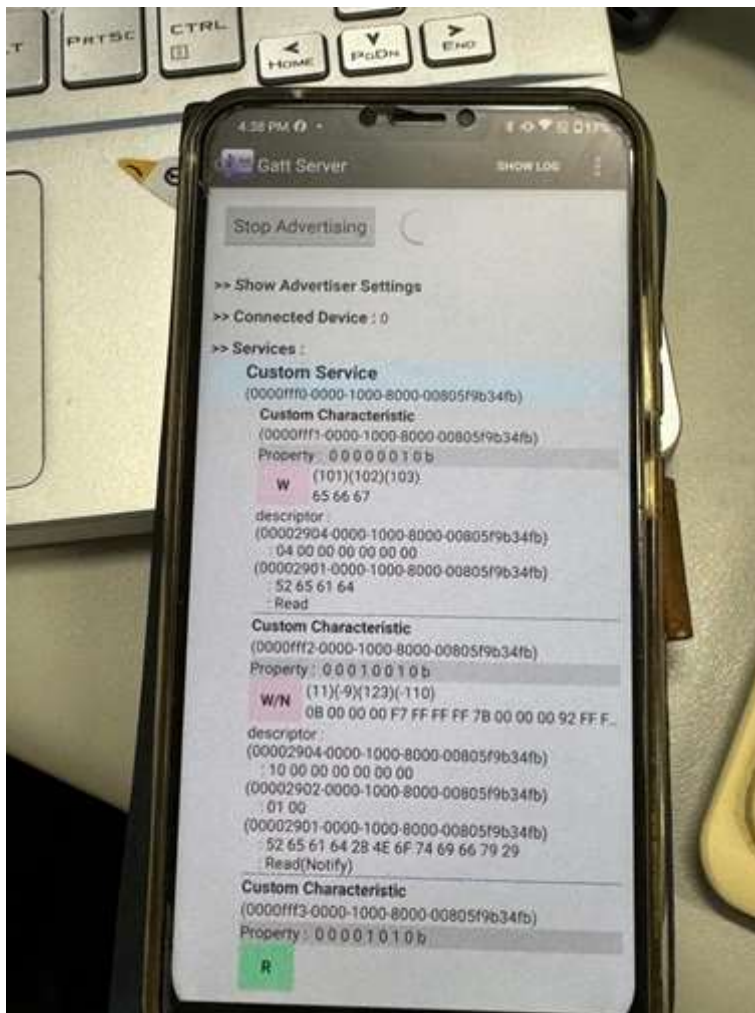 PRTSC
CTRL
HOME
PGDN
END
4:38 PM
Gatt Server
SHOW LOG
Stop Advertising
>> Show Advertiser Settings
>> Connected Device : 0
>> Services :
Custom Service
(0000fff0-0000-1000-8000-00805f9b34fb)
Custom Characteristic
(0000fff1-0000-1000-8000-00805f9b34fb)
Property : 0 0 0 0 0 0 1 0 b
W
(101)(102)(103)
65 66 67
descriptor :
(00002904-0000-1000-8000-00805f9b34fb)
: 04 00 00 00 00 00 00
(00002901-0000-1000-8000-00805f9b34fb)
: 52 65 61 64
: Read
Custom Characteristic
(0000fff2-0000-1000-8000-00805f9b34fb)
Property : 0 0 0 1 0 0 1 0 b
W/N
(11)(-9)(123)(-110)
0B 00 00 00 F7 FF FF FF 7B 00 00 00 92 FF F...
descriptor :
(00002904-0000-1000-8000-00805f9b34fb)
: 10 00 00 00 00 00 00
(00002902-0000-1000-8000-00805f9b34fb)
: 01 00
(00002901-0000-1000-8000-00805f9b34fb)
: 52 65 61 64 28 4E 6F 74 69 66 79 29
: Read(Notify)
Custom Characteristic
(0000fff3-0000-1000-8000-00805f9b34fb)
Property : 0 0 0 0 1 0 1 0 b
R